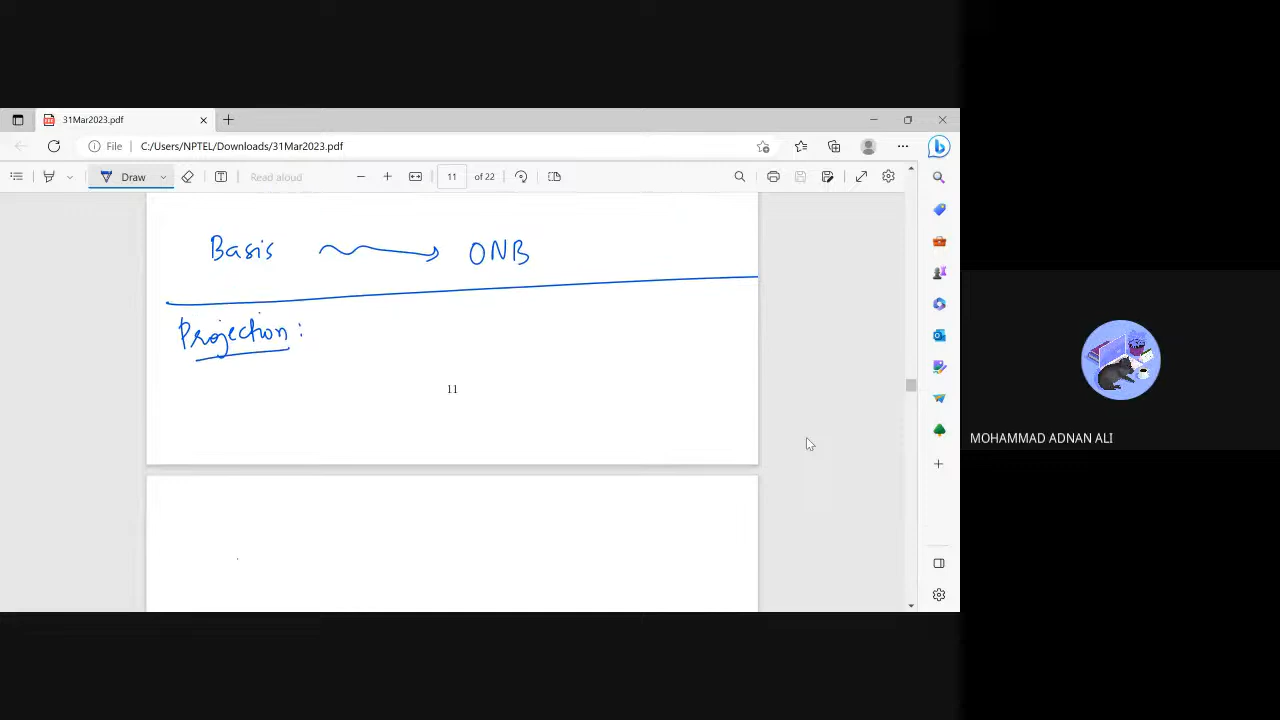 31Mar2023.pdf
File C:/Users/NPTEL/Downloads/31Mar2023.pdf
Draw Read aloud 11 of 22
Basis ONB
Projection:
11
MOHAMMAD ADNAN ALI